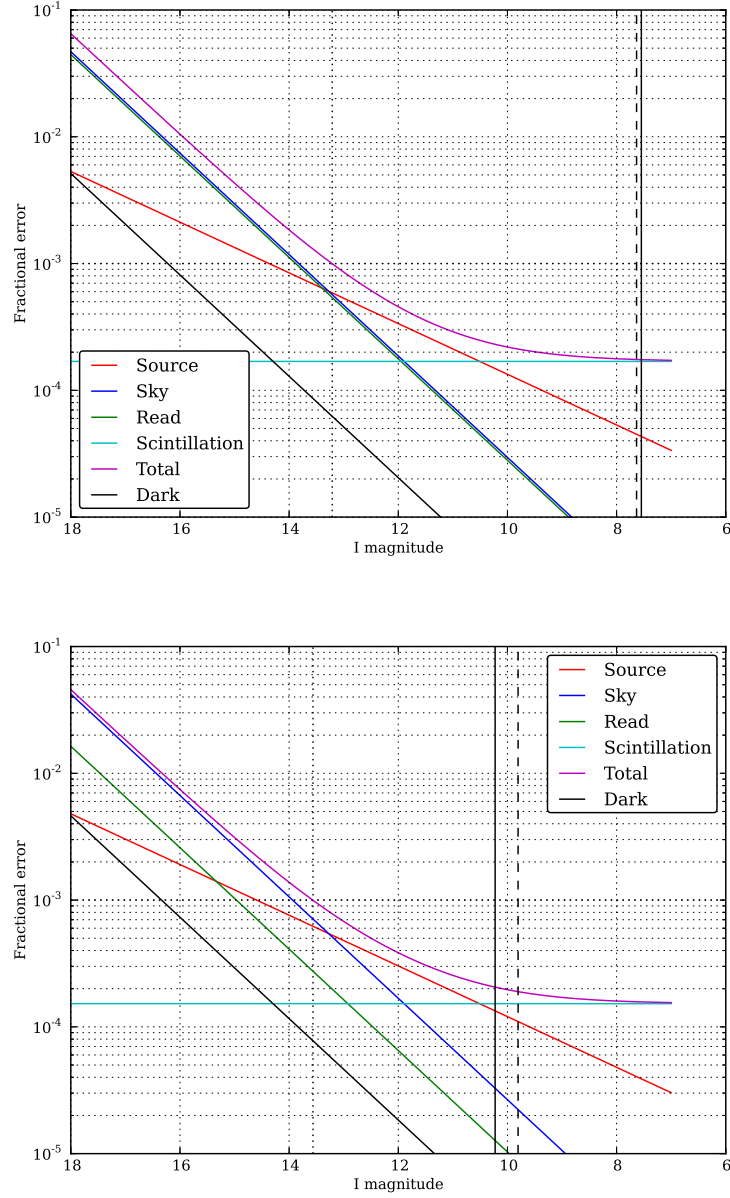 10^-1
10^-2
10^-3
10^-4
10^-5
Fractional error
Source
Sky
Read
Scintillation
Total
Dark
18 16 14 12 10 8 6
I magnitude
10^-1
10^-2
10^-3
10^-4
10^-5
Fractional error
Source
Sky
Read
Scintillation
Total
Dark
18 16 14 12 10 8 6
I magnitude